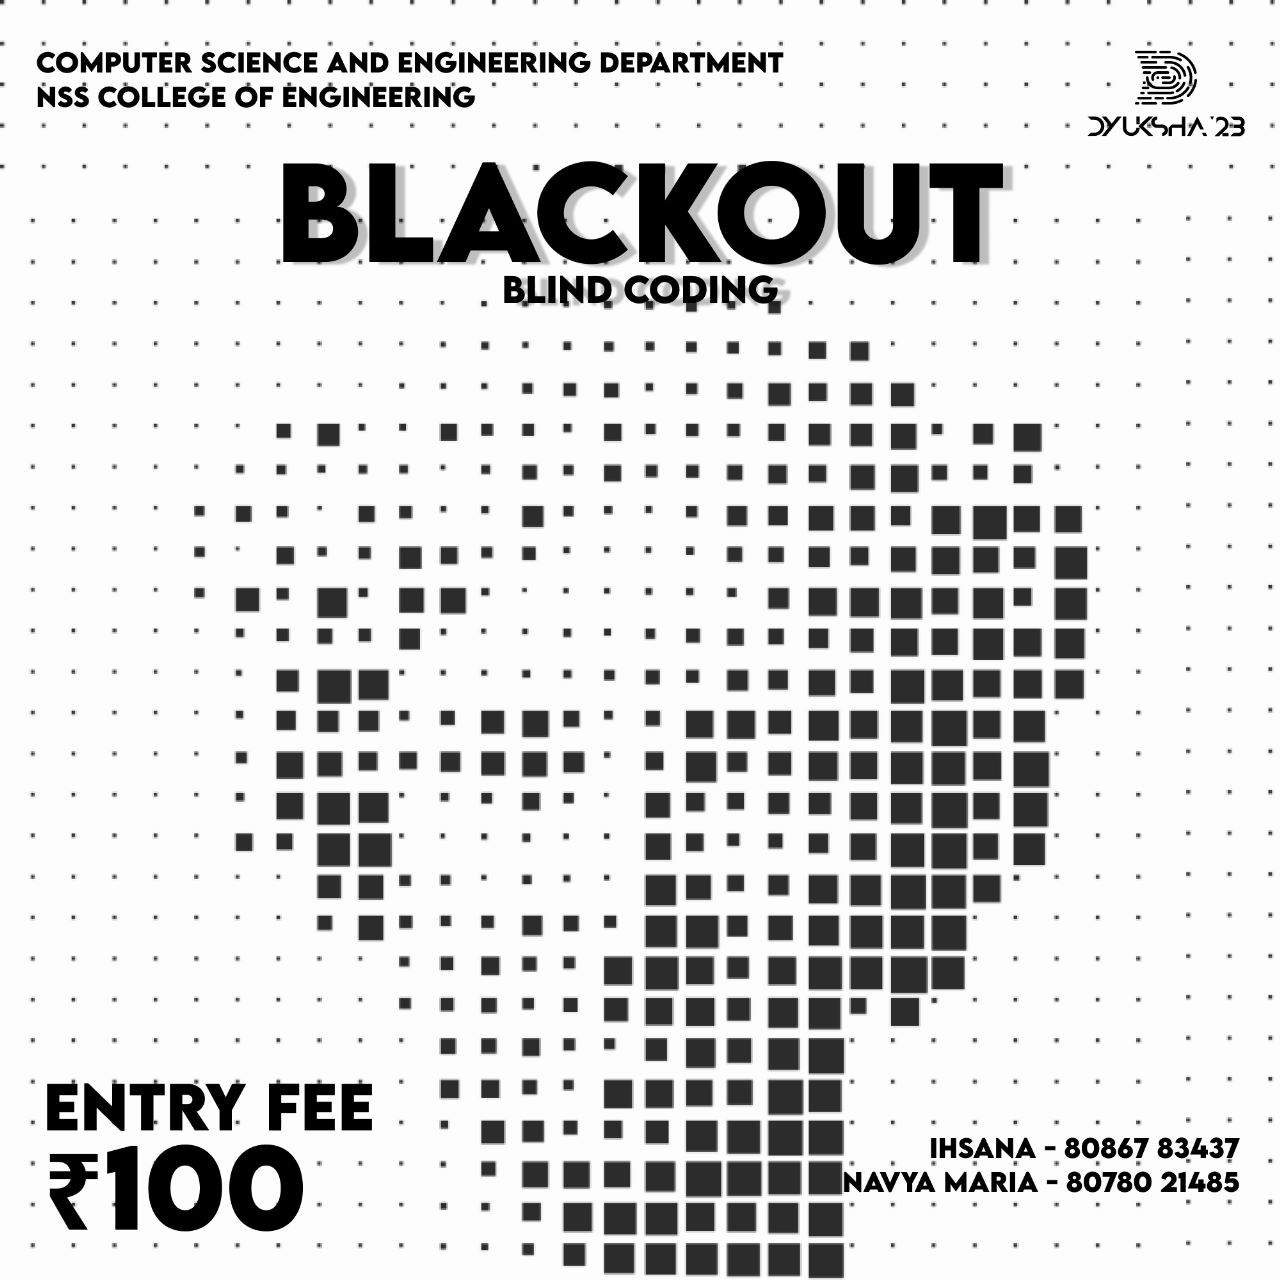 COMPUTER SCIENCE AND ENGINEERING DEPARTMENT
NSS COLLEGE OF ENGINEERING
DYUKSHA '23
BLACKOUT
BLIND CODING
ENTRY FEE
₹100
IHSANA - 80867 83437
NAVYA MARIA - 80780 21485